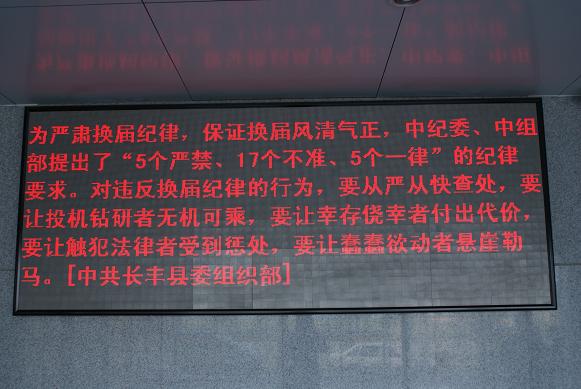 为严肃换届纪律，保证换届风清气正，中纪委、中组
部提出了“5个严禁、17个不准、5个一律”的纪律
要求。对违反换届纪律的行为，要从严从快查处，要
让投机钻研者无机可乘，要让幸存侥幸者付出代价，
要让触犯法律者受到惩处，要让蠢蠢欲动者悬崖勒
马。[中共长丰县委组织部]